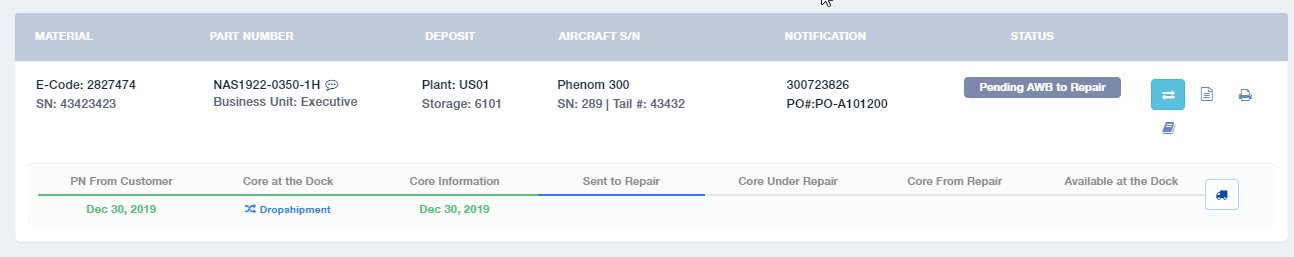 MATERIAL PART NUMBER DEPOSIT AIRCRAFT S/N NOTIFICATION STATUS
E-Code: 2827474 NAS1922-0350-1H Plant: US01 Phenom 300 300723826 Pending AWB to Repair
SN: 43423423 Business Unit: Executive Storage: 6101 SN: 289 | Tail #: 43432 PO#:PO-A101200
PN From Customer Core at the Dock Core Information Sent to Repair Core Under Repair Core From Repair Available at the Dock
Dec 30, 2019 Dropshipment Dec 30, 2019